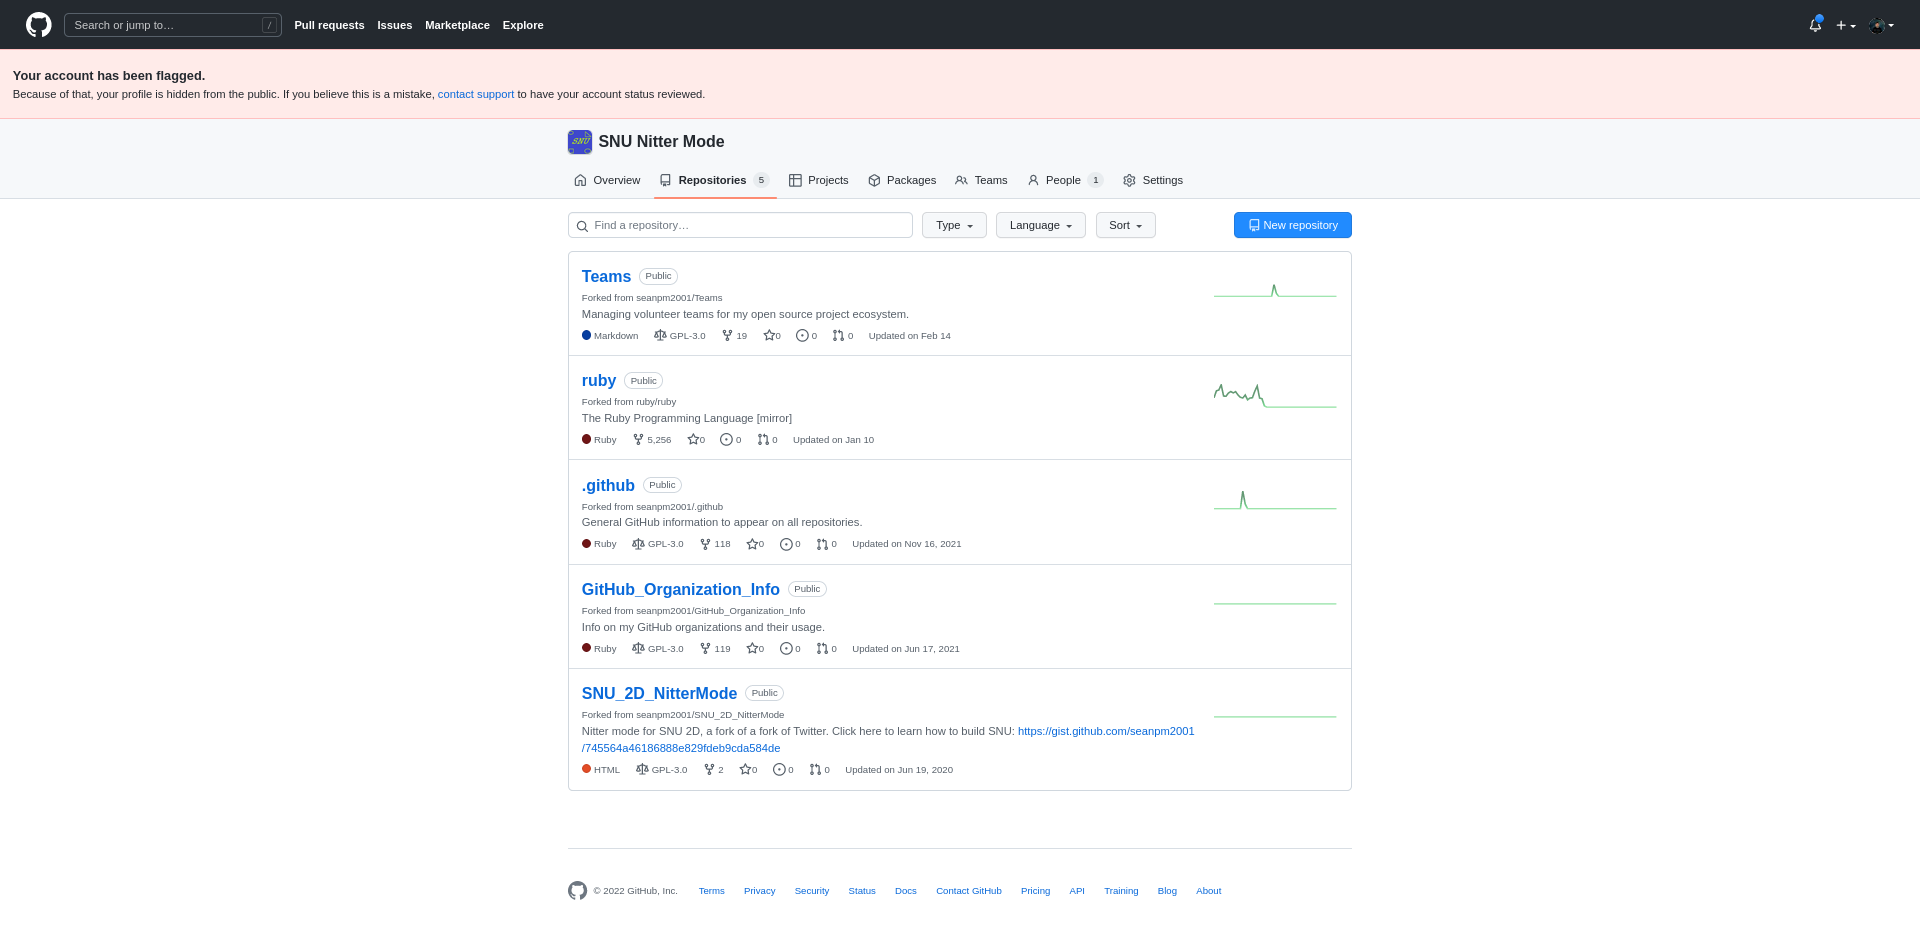 Search or jump to… /
Pull requests Issues Marketplace Explore
Your account has been flagged.
Because of that, your profile is hidden from the public. If you believe this is a mistake, contact support to have your account status reviewed.
SNU SNU Nitter Mode
Overview Repositories 5 Projects Packages Teams People 1 Settings
Find a repository… Type Language Sort New repository
Teams Public
Forked from seanpm2001/Teams
Managing volunteer teams for my open source project ecosystem.
Markdown GPL-3.0 19 0 0 0 Updated on Feb 14
ruby Public
Forked from ruby/ruby
The Ruby Programming Language [mirror]
Ruby 5,256 0 0 0 Updated on Jan 10
.github Public
Forked from seanpm2001/.github
General GitHub information to appear on all repositories.
Ruby GPL-3.0 118 0 0 0 Updated on Nov 16, 2021
GitHub_Organization_Info Public
Forked from seanpm2001/GitHub_Organization_Info
Info on my GitHub organizations and their usage.
Ruby GPL-3.0 119 0 0 0 Updated on Jun 17, 2021
SNU_2D_NitterMode Public
Forked from seanpm2001/SNU_2D_NitterMode
Nitter mode for SNU 2D, a fork of a fork of Twitter. Click here to learn how to build SNU: https://gist.github.com/seanpm2001
/745564a46186888e829fdeb9cda584de
HTML GPL-3.0 2 0 0 0 Updated on Jun 19, 2020
© 2022 GitHub, Inc. Terms Privacy Security Status Docs Contact GitHub Pricing API Training Blog About